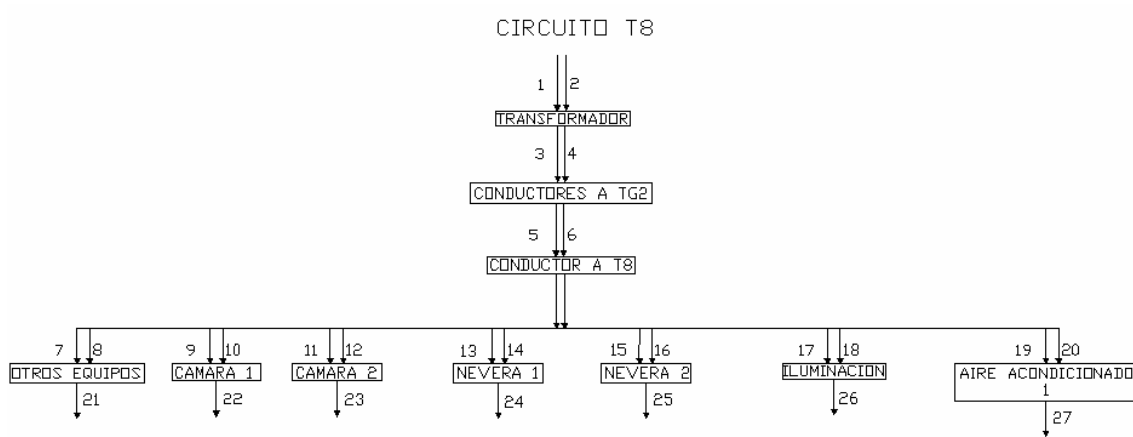 CIRCUITO T8
1 2
TRANSFORMADOR
3 4
CONDUCTORES A TG2
5 6
CONDUCTOR A T8
7 8 9 10 11 12 13 14 15 16 17 18 19 20
OTROS EQUIPOS CAMARA 1 CAMARA 2 NEVERA 1 NEVERA 2 ILUMINACION AIRE ACONDICIONADO
1
21 22 23 24 25 26 27